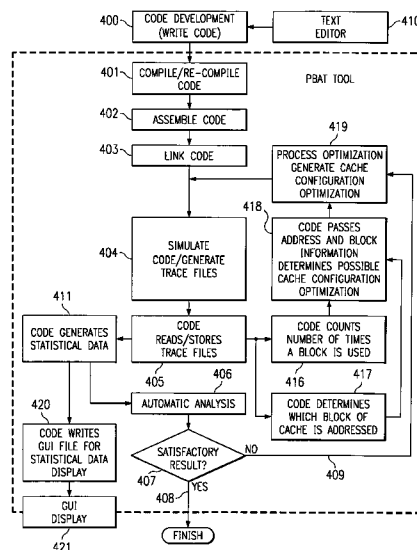 400
CODE DEVELOPMENT
(WRITE CODE)
TEXT
EDITOR
410
401
COMPILE/RE-COMPILE
CODE
PBAT TOOL
402
ASSEMBLE CODE
403
LINK CODE
419
PROCESS OPTIMIZATION
GENERATE CACHE
CONFIGURATION
OPTIMIZATION
418
CODE PASSES
ADDRESS AND BLOCK
INFORMATION
DETERMINES POSSIBLE
CACHE CONFIGURATION
OPTIMIZATION
404
SIMULATE
CODE/GENERATE
TRACE FILES
411
CODE GENERATES
STATISTICAL DATA
CODE
READS/STORES
TRACE FILES
405
406
CODE COUNTS
NUMBER OF TIMES
A BLOCK IS USED
416
417
AUTOMATIC ANALYSIS
CODE DETERMINES
WHICH BLOCK OF
CACHE IS ADDRESSED
420
CODE WRITES
GUI FILE FOR
STATISTICAL DATA
DISPLAY
SATISFACTORY
RESULT?
NO
407
409
408
YES
GUI
DISPLAY
421
FINISH